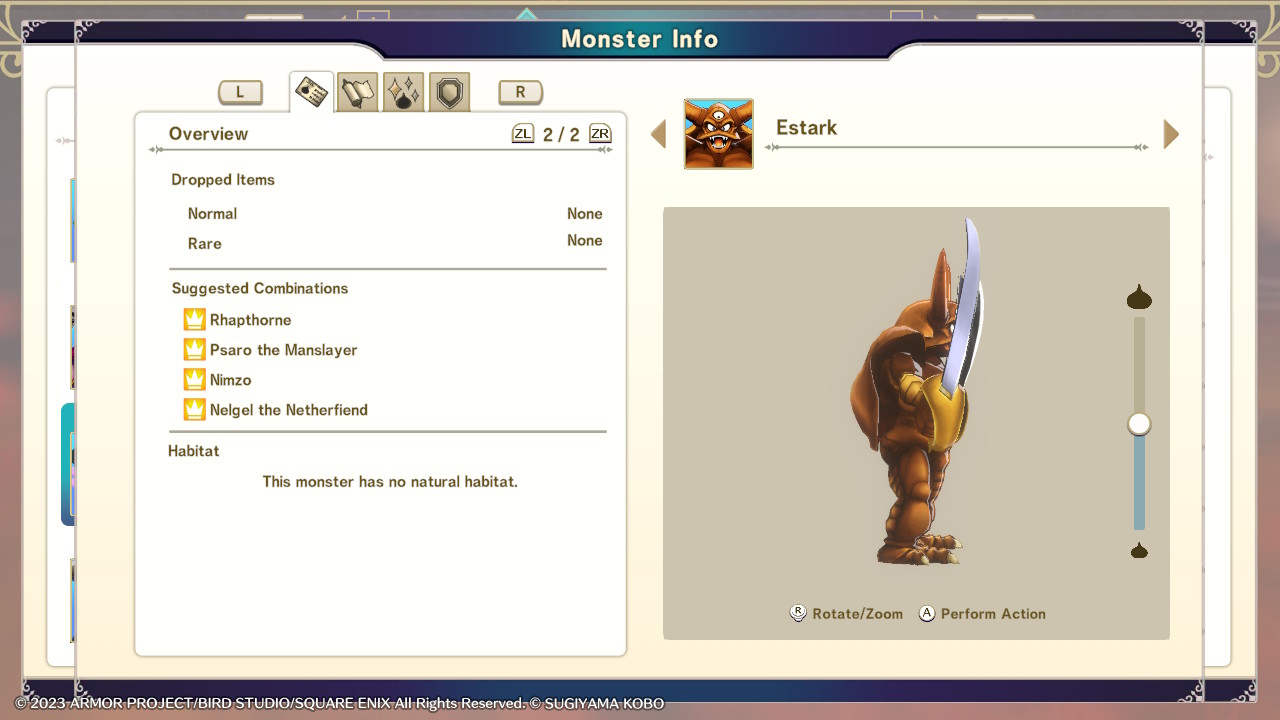 Monster Info
L
R
Overview
ZL 2 / 2 ZR
Dropped Items
Normal None
Rare None
Suggested Combinations
Rhapthorne
Psaro the Manslayer
Nimzo
Nelgel the Netherfiend
Habitat
This monster has no natural habitat.
Estark
R Rotate/Zoom A Perform Action
© 2023 ARMOR PROJECT/BIRD STUDIO/SQUARE ENIX All Rights Reserved. © SUGIYAMA KOBO